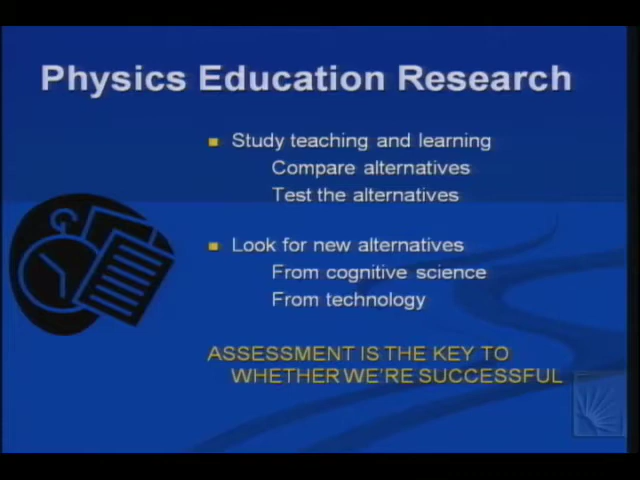 Physics Education Research
Study teaching and learning
Compare alternatives
Test the alternatives
Look for new alternatives
From cognitive science
From technology
ASSESSMENT IS THE KEY TO
WHETHER WE'RE SUCCESSFUL